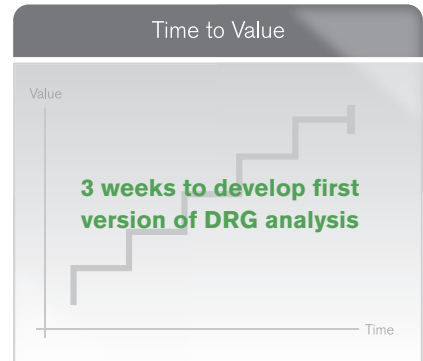 Time to Value
Value
3 weeks to develop first
version of DRG analysis
Time